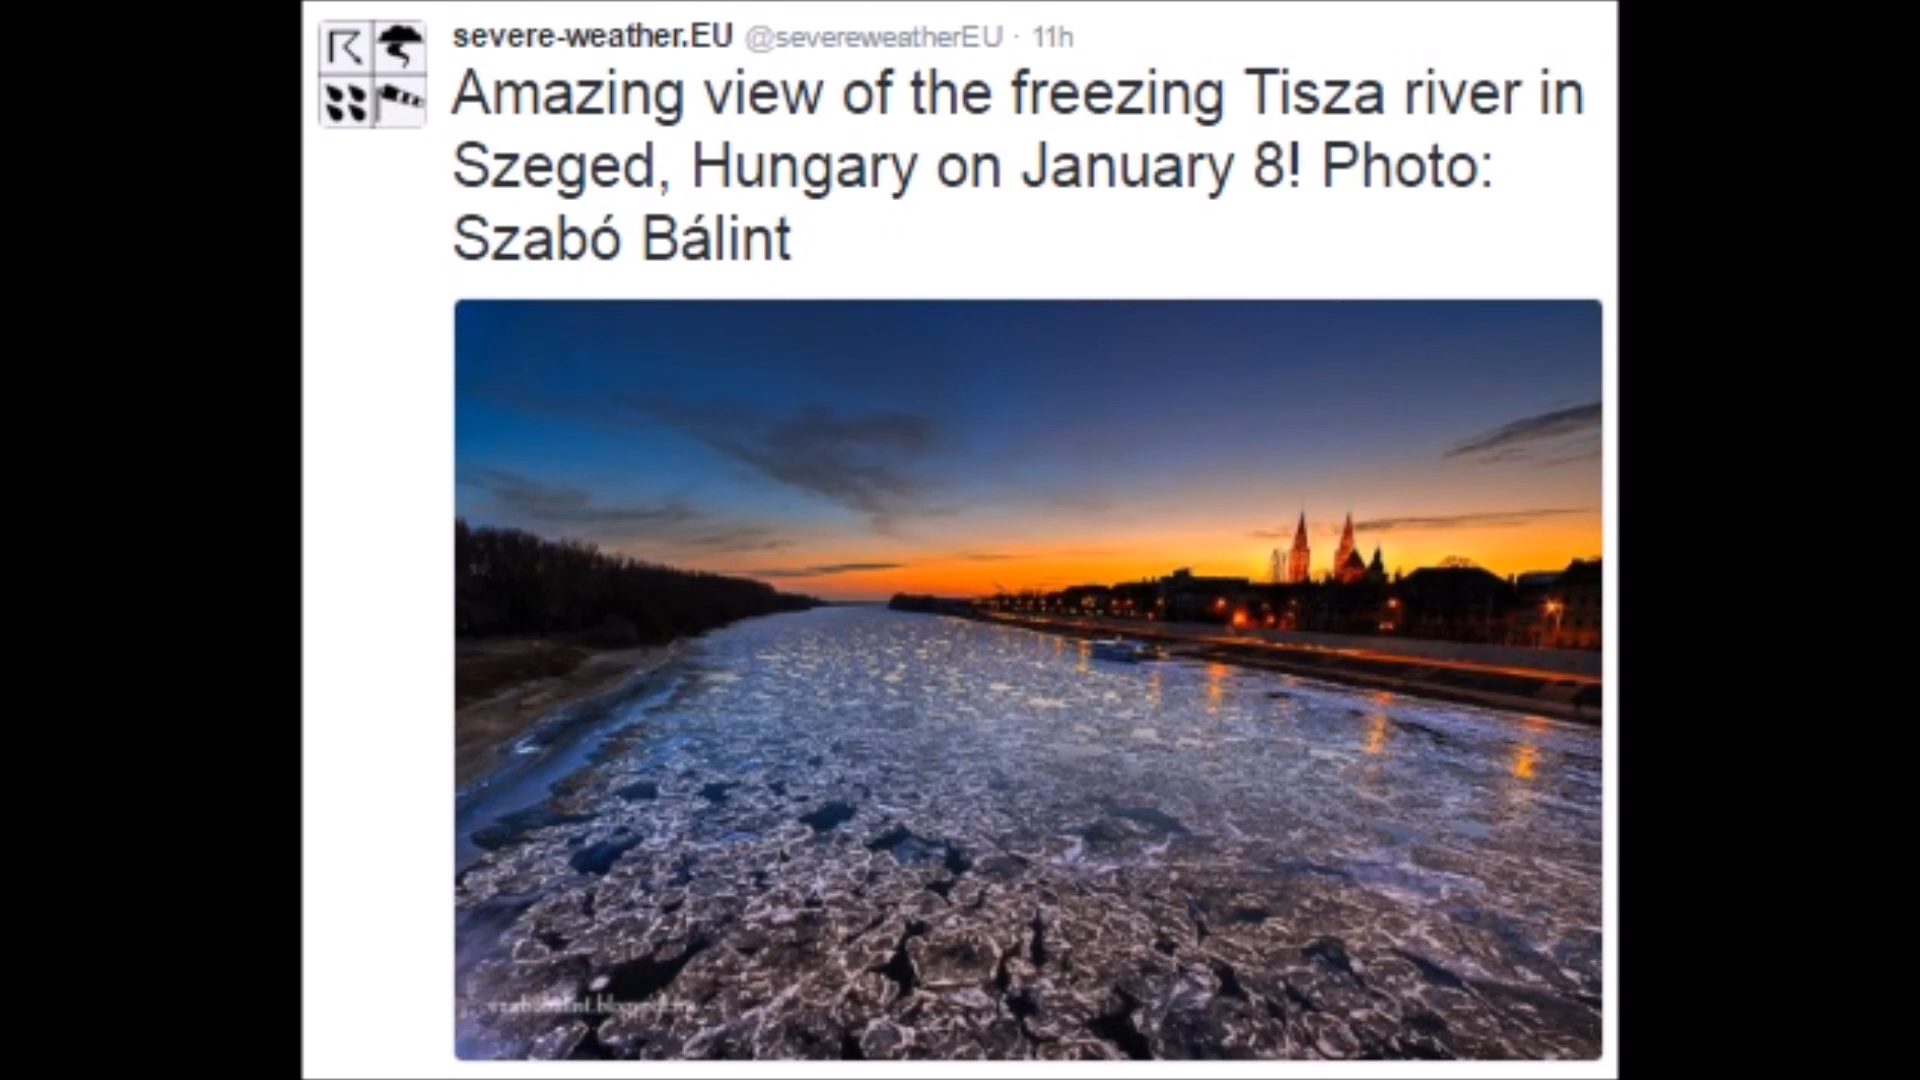 severe-weather.EU @severeweatherEU · 11h
Amazing view of the freezing Tisza river in
Szeged, Hungary on January 8! Photo:
Szabó Bálint